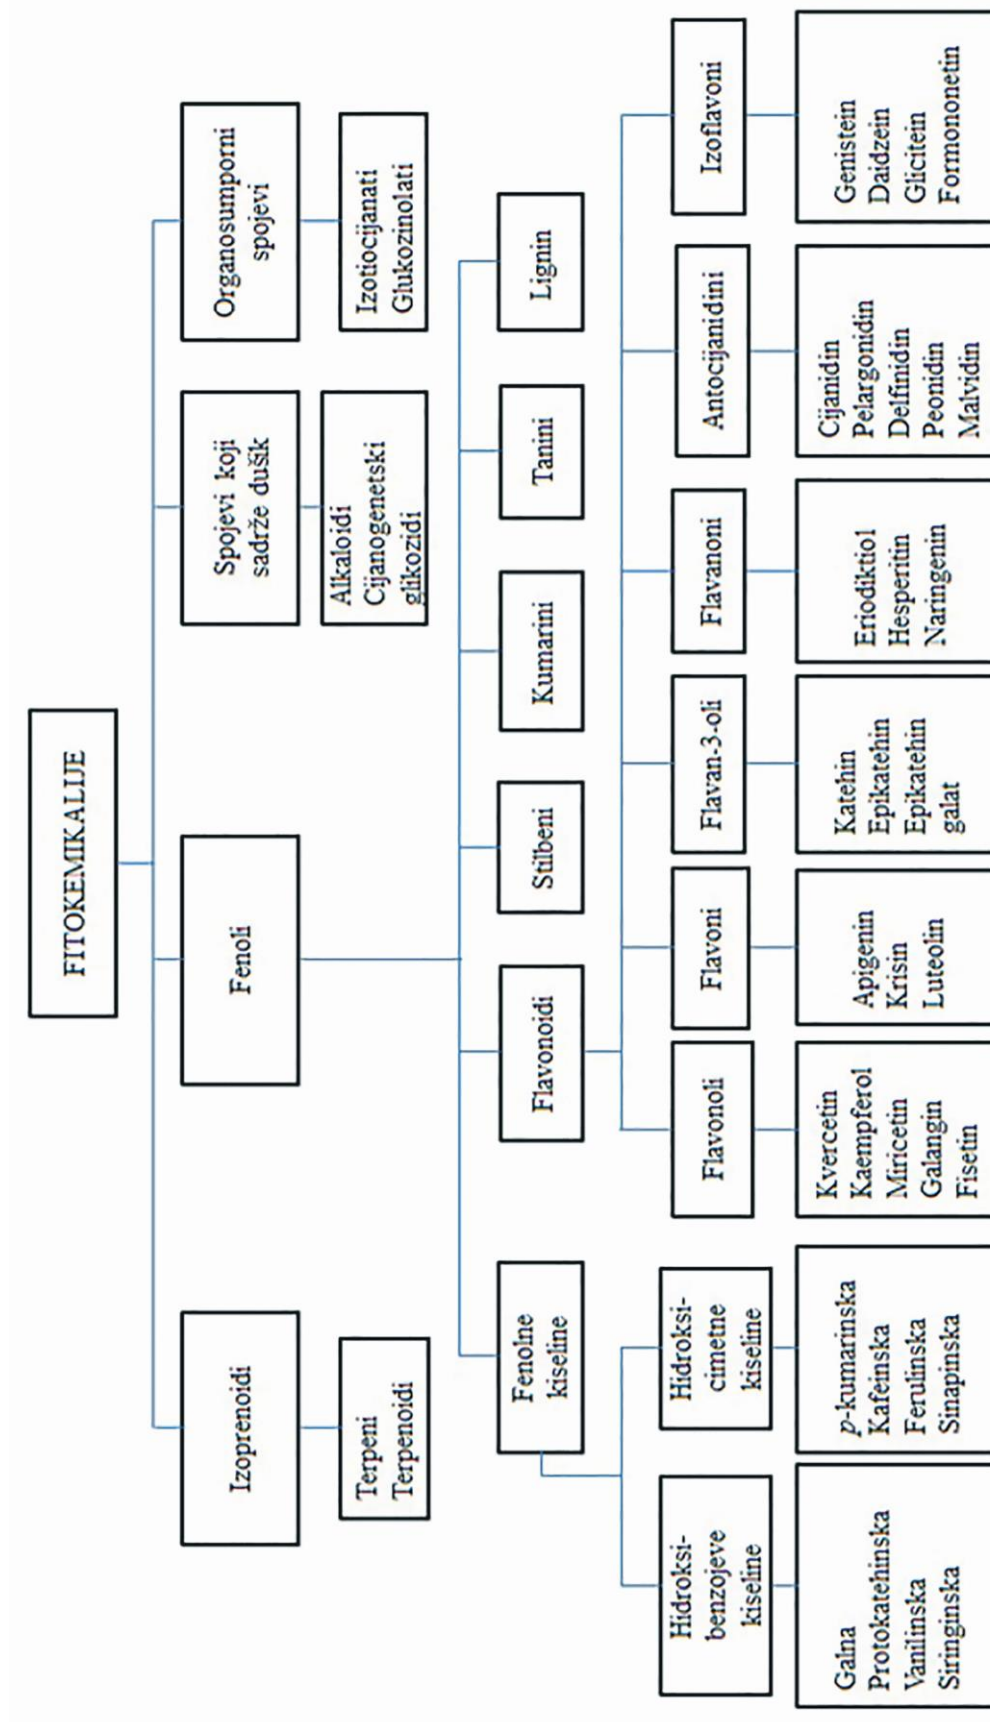 FITOKEMIKALIJE
Izoprenoidi
Fenoli
Spojevi koji
sadrže dušik
Organosumporni
spojevi
Terpeni
Terpenoidi
Alkaloidi
Cijanogenetski
glikozidi
Izotiocijanati
Glukozinolati
Fenolne
kiseline
Flavonoidi
Stilbeni
Kumarini
Tanini
Lignin
Hidroksi-
benzojeve
kiseline
Hidroksi-
cimetne
kiseline
Flavonoli
Flavoni
Flavan-3-oli
Flavanoni
Antocijanidini
Izoflavoni
Galna
Protokatehinska
Vanilinska
Siringinska
p-kumarinska
Kafeinska
Ferulinska
Sinapinska
Kvercetin
Kaempferol
Miricetin
Galangin
Fisetin
Apigenin
Krisin
Luteolin
Katehin
Epikatehin
Epikatehin
galat
Eriodiktiol
Hesperitin
Naringenin
Cijanidin
Pelargonidin
Delfinidin
Peonidin
Malvidin
Genistein
Daidzein
Glicitein
Formononetin